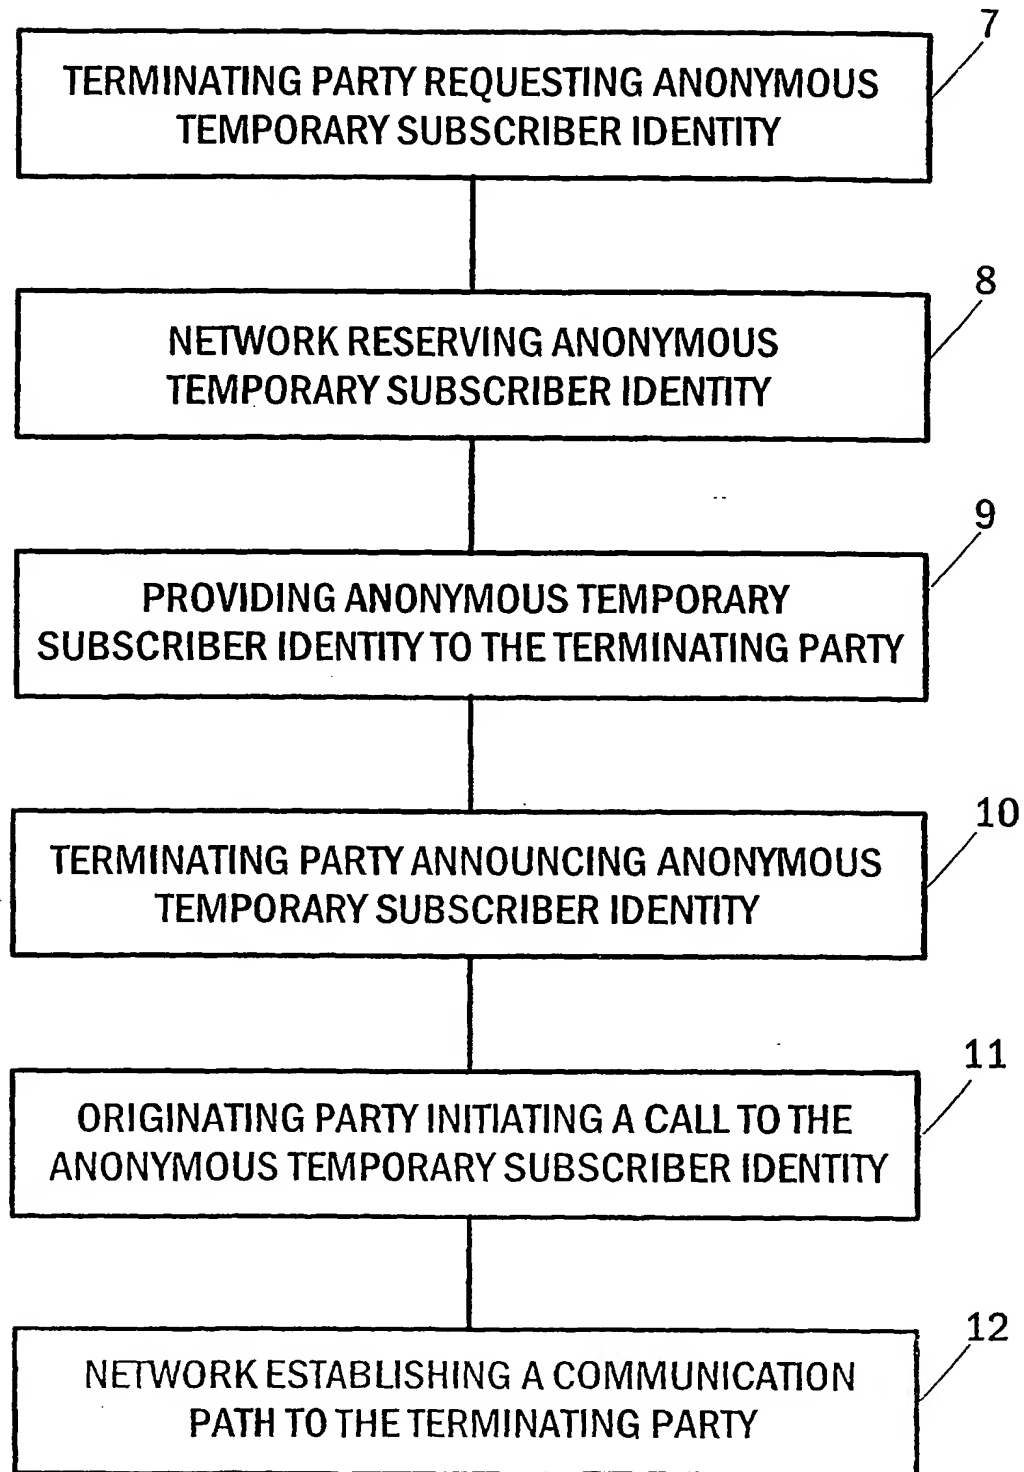 7
TERMINATING PARTY REQUESTING ANONYMOUS
TEMPORARY SUBSCRIBER IDENTITY
8
NETWORK RESERVING ANONYMOUS
TEMPORARY SUBSCRIBER IDENTITY
9
PROVIDING ANONYMOUS TEMPORARY
SUBSCRIBER IDENTITY TO THE TERMINATING PARTY
10
TERMINATING PARTY ANNOUNCING ANONYMOUS
TEMPORARY SUBSCRIBER IDENTITY
11
ORIGINATING PARTY INITIATING A CALL TO THE
ANONYMOUS TEMPORARY SUBSCRIBER IDENTITY
12
NETWORK ESTABLISHING A COMMUNICATION
PATH TO THE TERMINATING PARTY